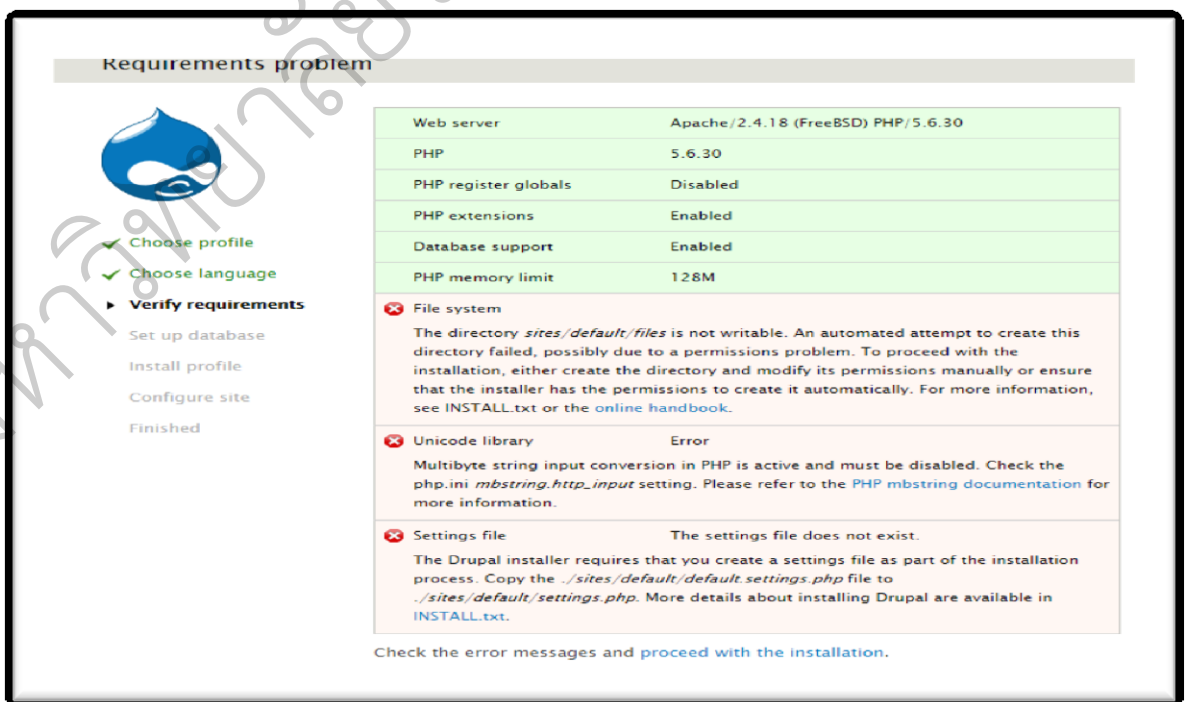 Requirements problem
Choose profile
Choose language
Verify requirements
Set up database
Install profile
Configure site
Finished
Web server Apache/2.4.18 (FreeBSD) PHP/5.6.30
PHP 5.6.30
PHP register globals Disabled
PHP extensions Enabled
Database support Enabled
PHP memory limit 128M
File system
The directory sites/default/files is not writable. An automated attempt to create this
directory failed, possibly due to a permissions problem. To proceed with the
installation, either create the directory and modify its permissions manually or ensure
that the installer has the permissions to create it automatically. For more information,
see INSTALL.txt or the online handbook.
Unicode library Error
Multibyte string input conversion in PHP is active and must be disabled. Check the
php.ini mbstring.http_input setting. Please refer to the PHP mbstring documentation for
more information.
Settings file The settings file does not exist.
The Drupal installer requires that you create a settings file as part of the installation
process. Copy the ./sites/default/default.settings.php file to
./sites/default/settings.php. More details about installing Drupal are available in
INSTALL.txt.
Check the error messages and proceed with the installation.